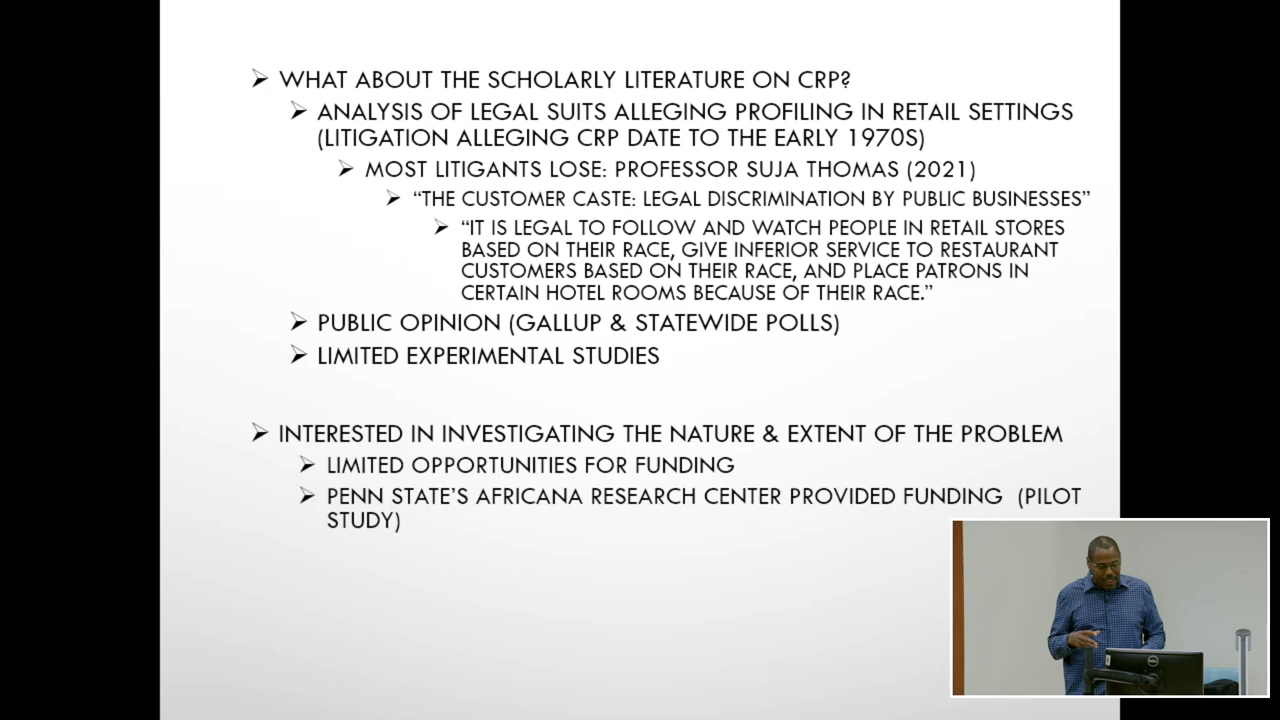 WHAT ABOUT THE SCHOLARLY LITERATURE ON CRP?
ANALYSIS OF LEGAL SUITS ALLEGING PROFILING IN RETAIL SETTINGS
(LITIGATION ALLEGING CRP DATE TO THE EARLY 1970S)
MOST LITIGANTS LOSE: PROFESSOR SUJA THOMAS (2021)
“THE CUSTOMER CASTE: LEGAL DISCRIMINATION BY PUBLIC BUSINESSES”
“IT IS LEGAL TO FOLLOW AND WATCH PEOPLE IN RETAIL STORES
BASED ON THEIR RACE, GIVE INFERIOR SERVICE TO RESTAURANT
CUSTOMERS BASED ON THEIR RACE, AND PLACE PATRONS IN
CERTAIN HOTEL ROOMS BECAUSE OF THEIR RACE.”
PUBLIC OPINION (GALLUP & STATEWIDE POLLS)
LIMITED EXPERIMENTAL STUDIES
INTERESTED IN INVESTIGATING THE NATURE & EXTENT OF THE PROBLEM
LIMITED OPPORTUNITIES FOR FUNDING
PENN STATE’S AFRICANA RESEARCH CENTER PROVIDED FUNDING (PILOT
STUDY)
DELL